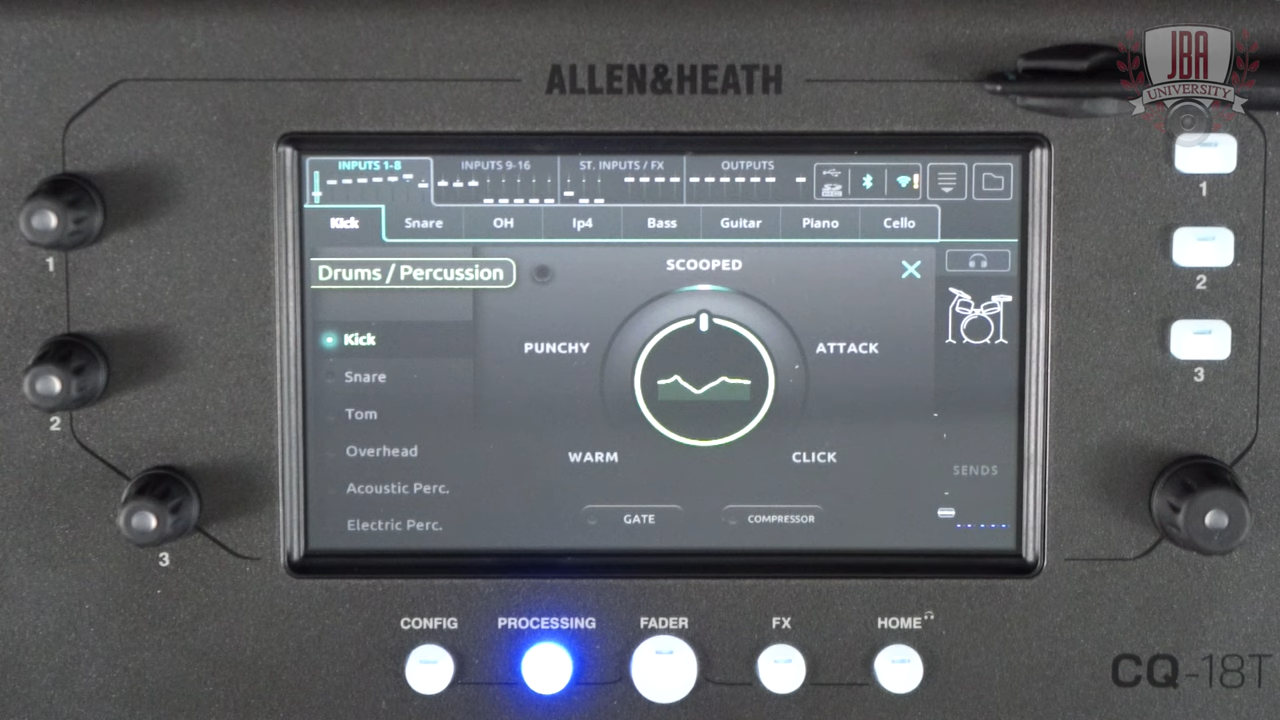 ALLEN&HEATH
JBA
UNIVERSITY
INPUTS 1-8 INPUTS 9-16 ST. INPUTS / FX OUTPUTS
Kick Snare OH Ip4 Bass Guitar Piano Cello
Drums / Percussion
SCOOPED
PUNCHY
ATTACK
WARM
CLICK
Kick
Snare
Tom
Overhead
Acoustic Perc.
Electric Perc.
GATE
COMPRESSOR
SENDS
1
2
3
1
2
3
CONFIG PROCESSING FADER FX HOME
CQ-18T